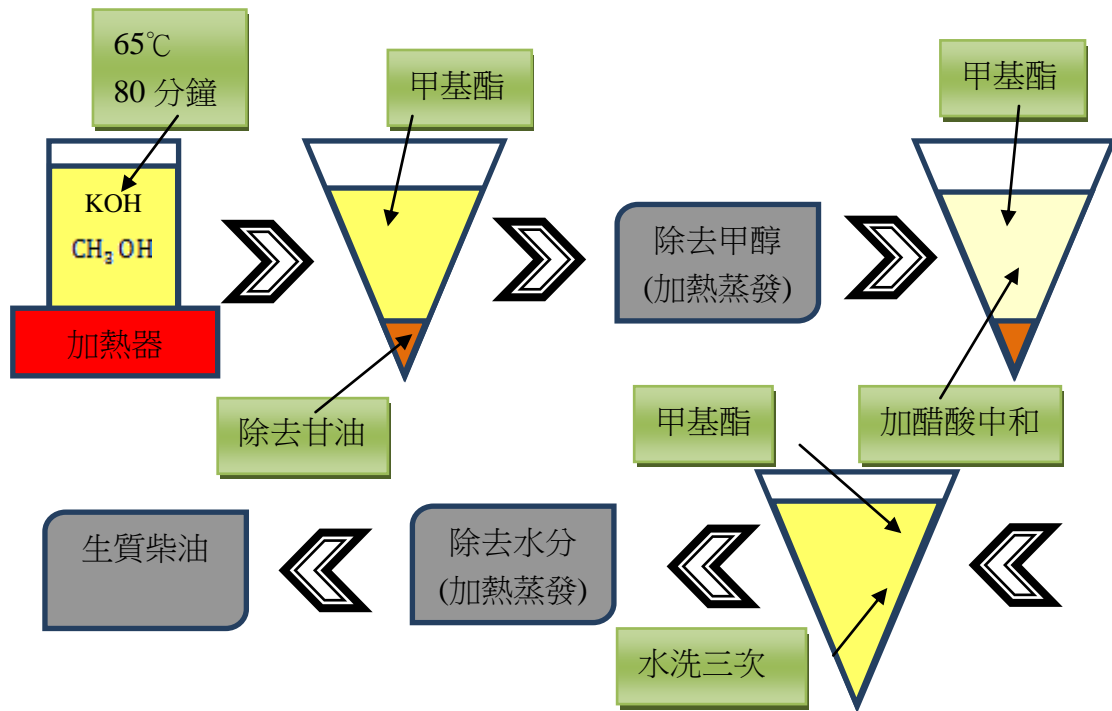 65℃
80 分鐘
KOH
CH₃OH
加熱器
甲基酯
除去甘油
除去甲醇
(加熱蒸發)
甲基酯
加醋酸中和
甲基酯
水洗三次
除去水分
(加熱蒸發)
生質柴油